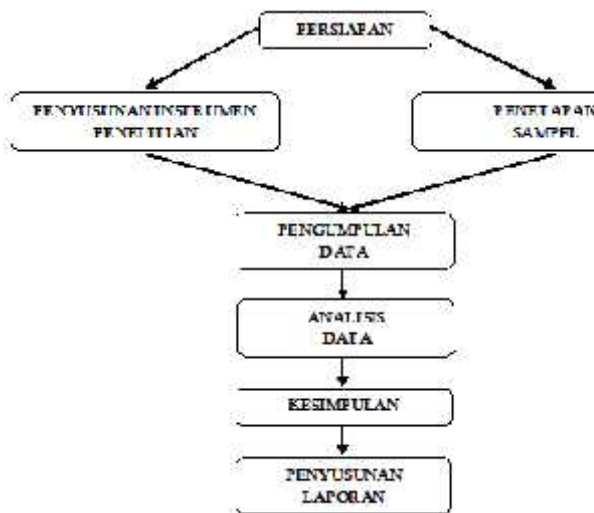 PERSIAPAN
PENYUSUNAN INSTRUMEN
PENELITIAN
PENETAPAN
SAMPEL
PENGUMPULAN
DATA
ANALISIS
DATA
KESIMPULAN
PENYUSUNAN
LAPORAN